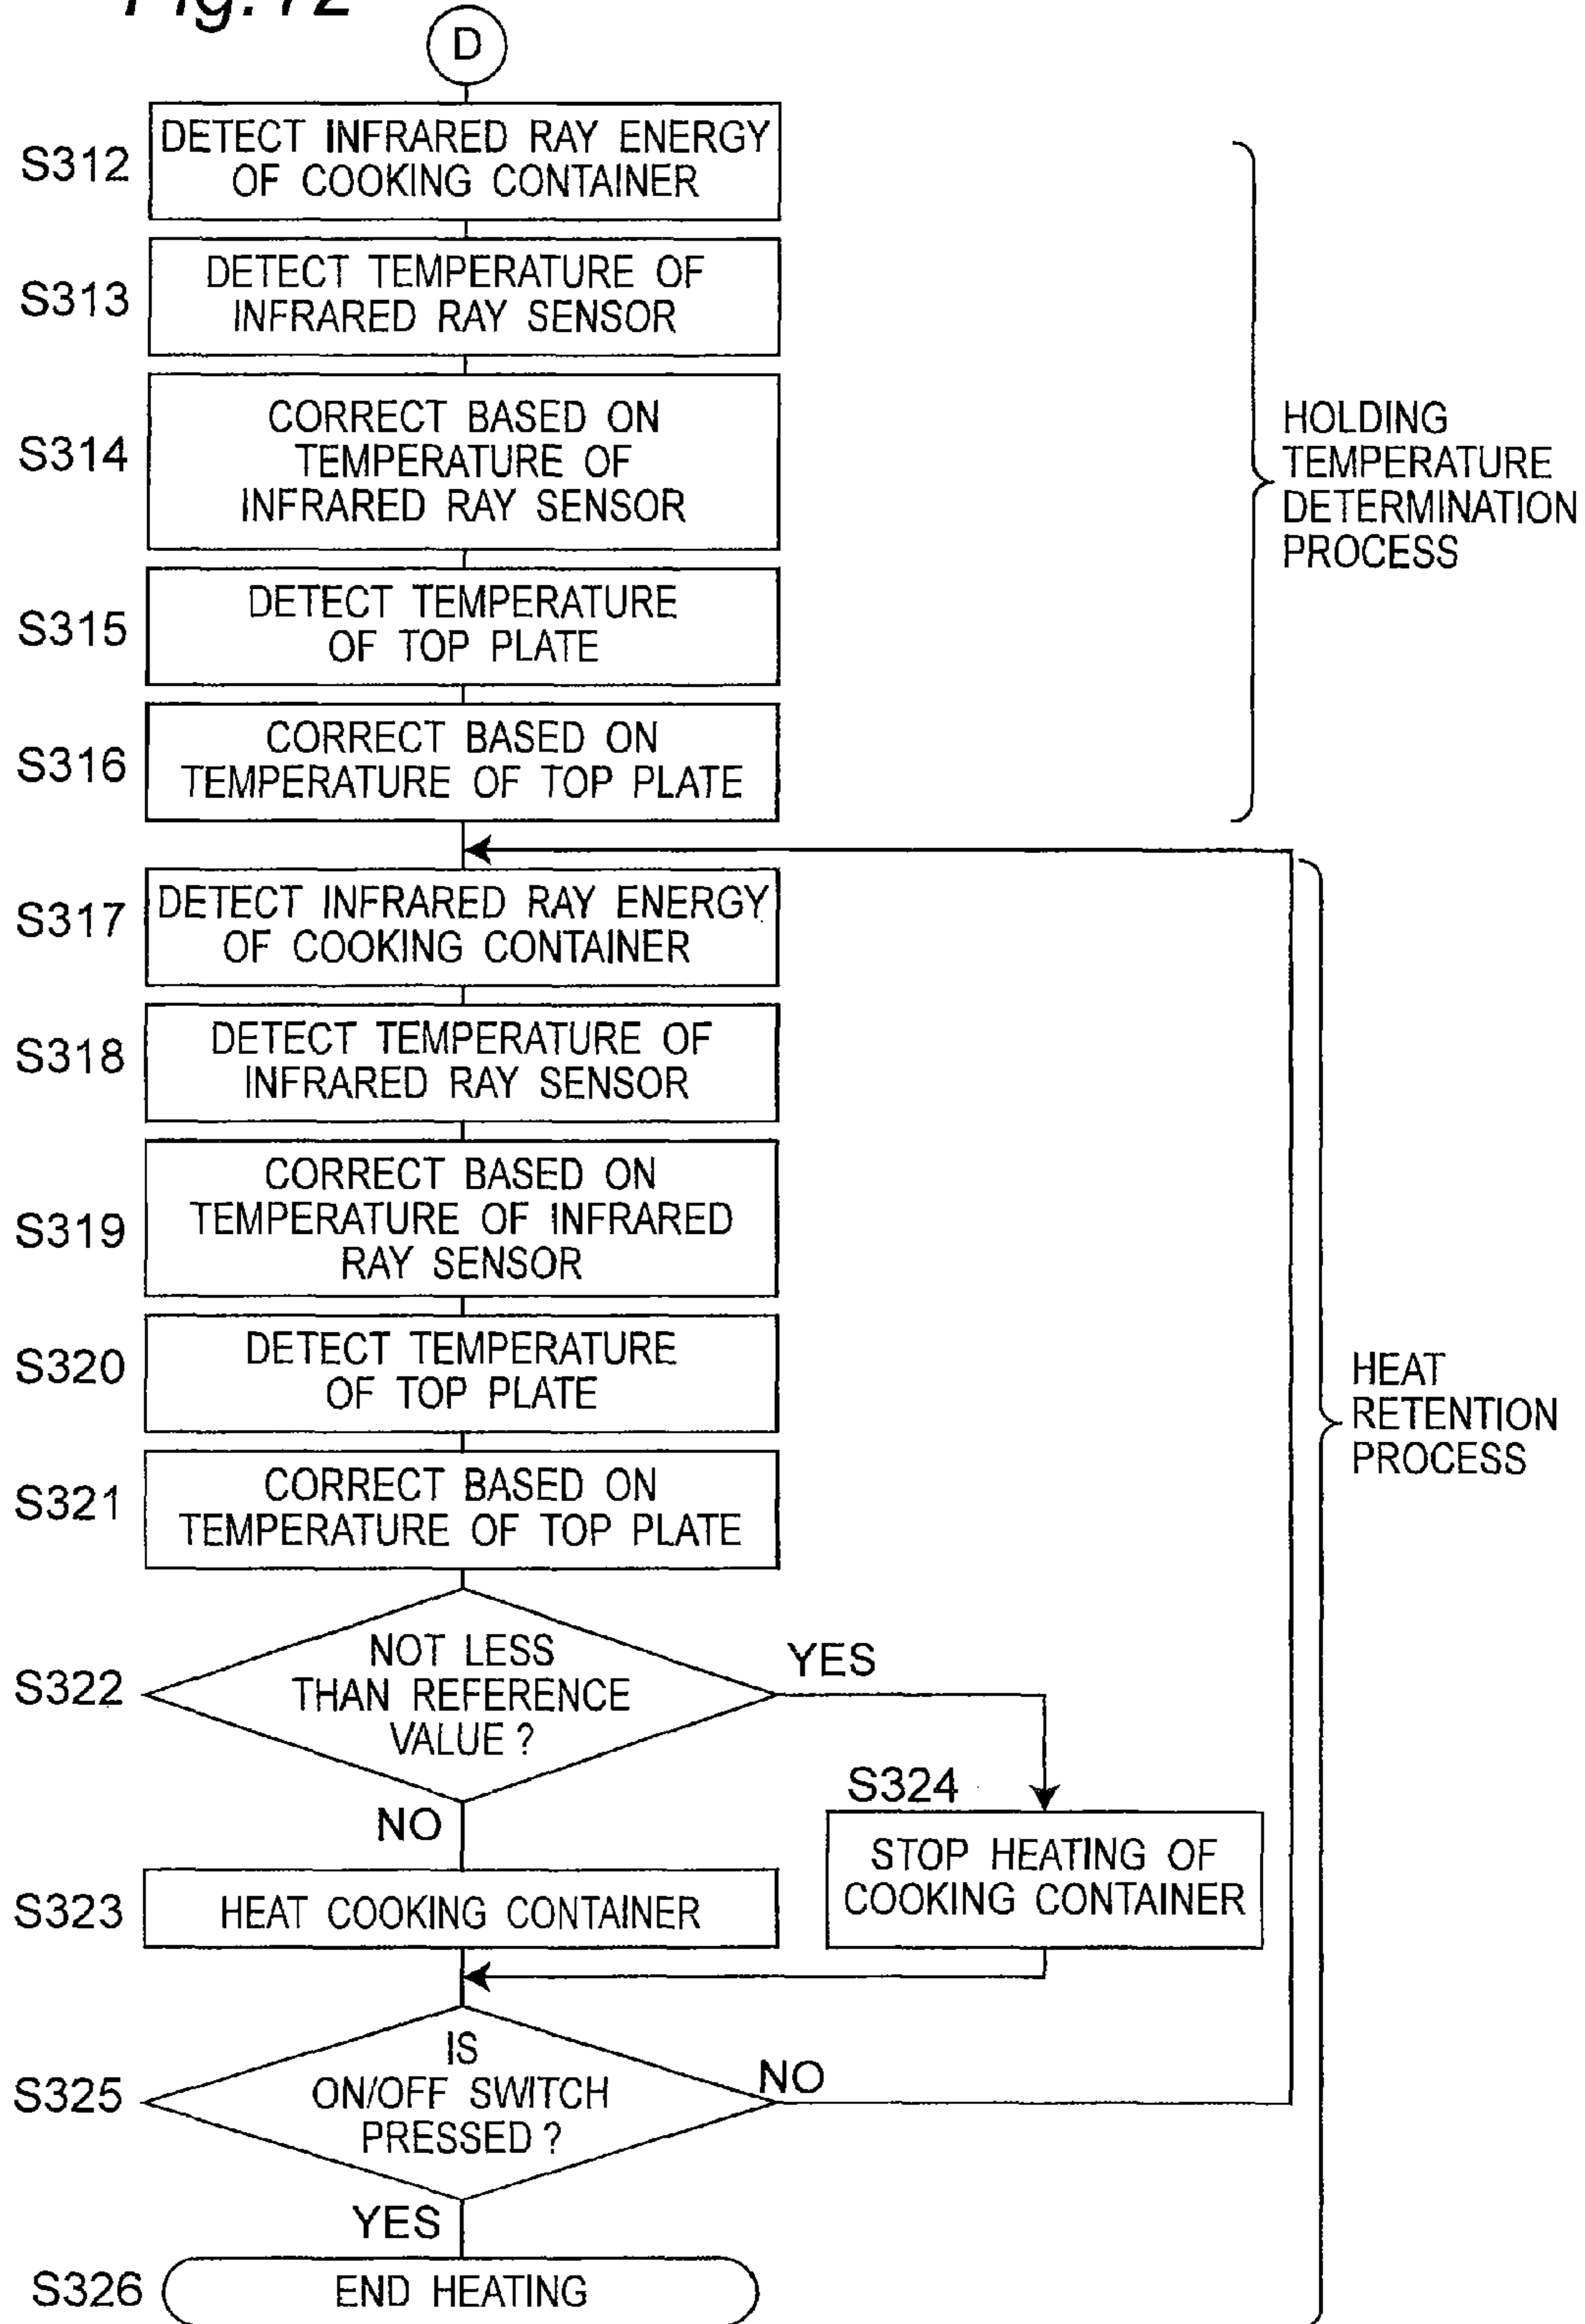 Fig. 12
D
S312
DETECT INFRARED RAY ENERGY
OF COOKING CONTAINER
S313
DETECT TEMPERATURE OF
INFRARED RAY SENSOR
S314
CORRECT BASED ON
TEMPERATURE OF
INFRARED RAY SENSOR
S315
DETECT TEMPERATURE
OF TOP PLATE
S316
CORRECT BASED ON
TEMPERATURE OF TOP PLATE
HOLDING
TEMPERATURE
DETERMINATION
PROCESS
S317
DETECT INFRARED RAY ENERGY
OF COOKING CONTAINER
S318
DETECT TEMPERATURE OF
INFRARED RAY SENSOR
S319
CORRECT BASED ON
TEMPERATURE OF INFRARED
RAY SENSOR
S320
DETECT TEMPERATURE
OF TOP PLATE
S321
CORRECT BASED ON
TEMPERATURE OF TOP PLATE
HEAT
RETENTION
PROCESS
S322
NOT LESS
THAN REFERENCE
VALUE ?
YES
NO
S324
STOP HEATING OF
COOKING CONTAINER
S323
HEAT COOKING CONTAINER
S325
IS
ON/OFF SWITCH
PRESSED ?
NO
YES
S326
END HEATING